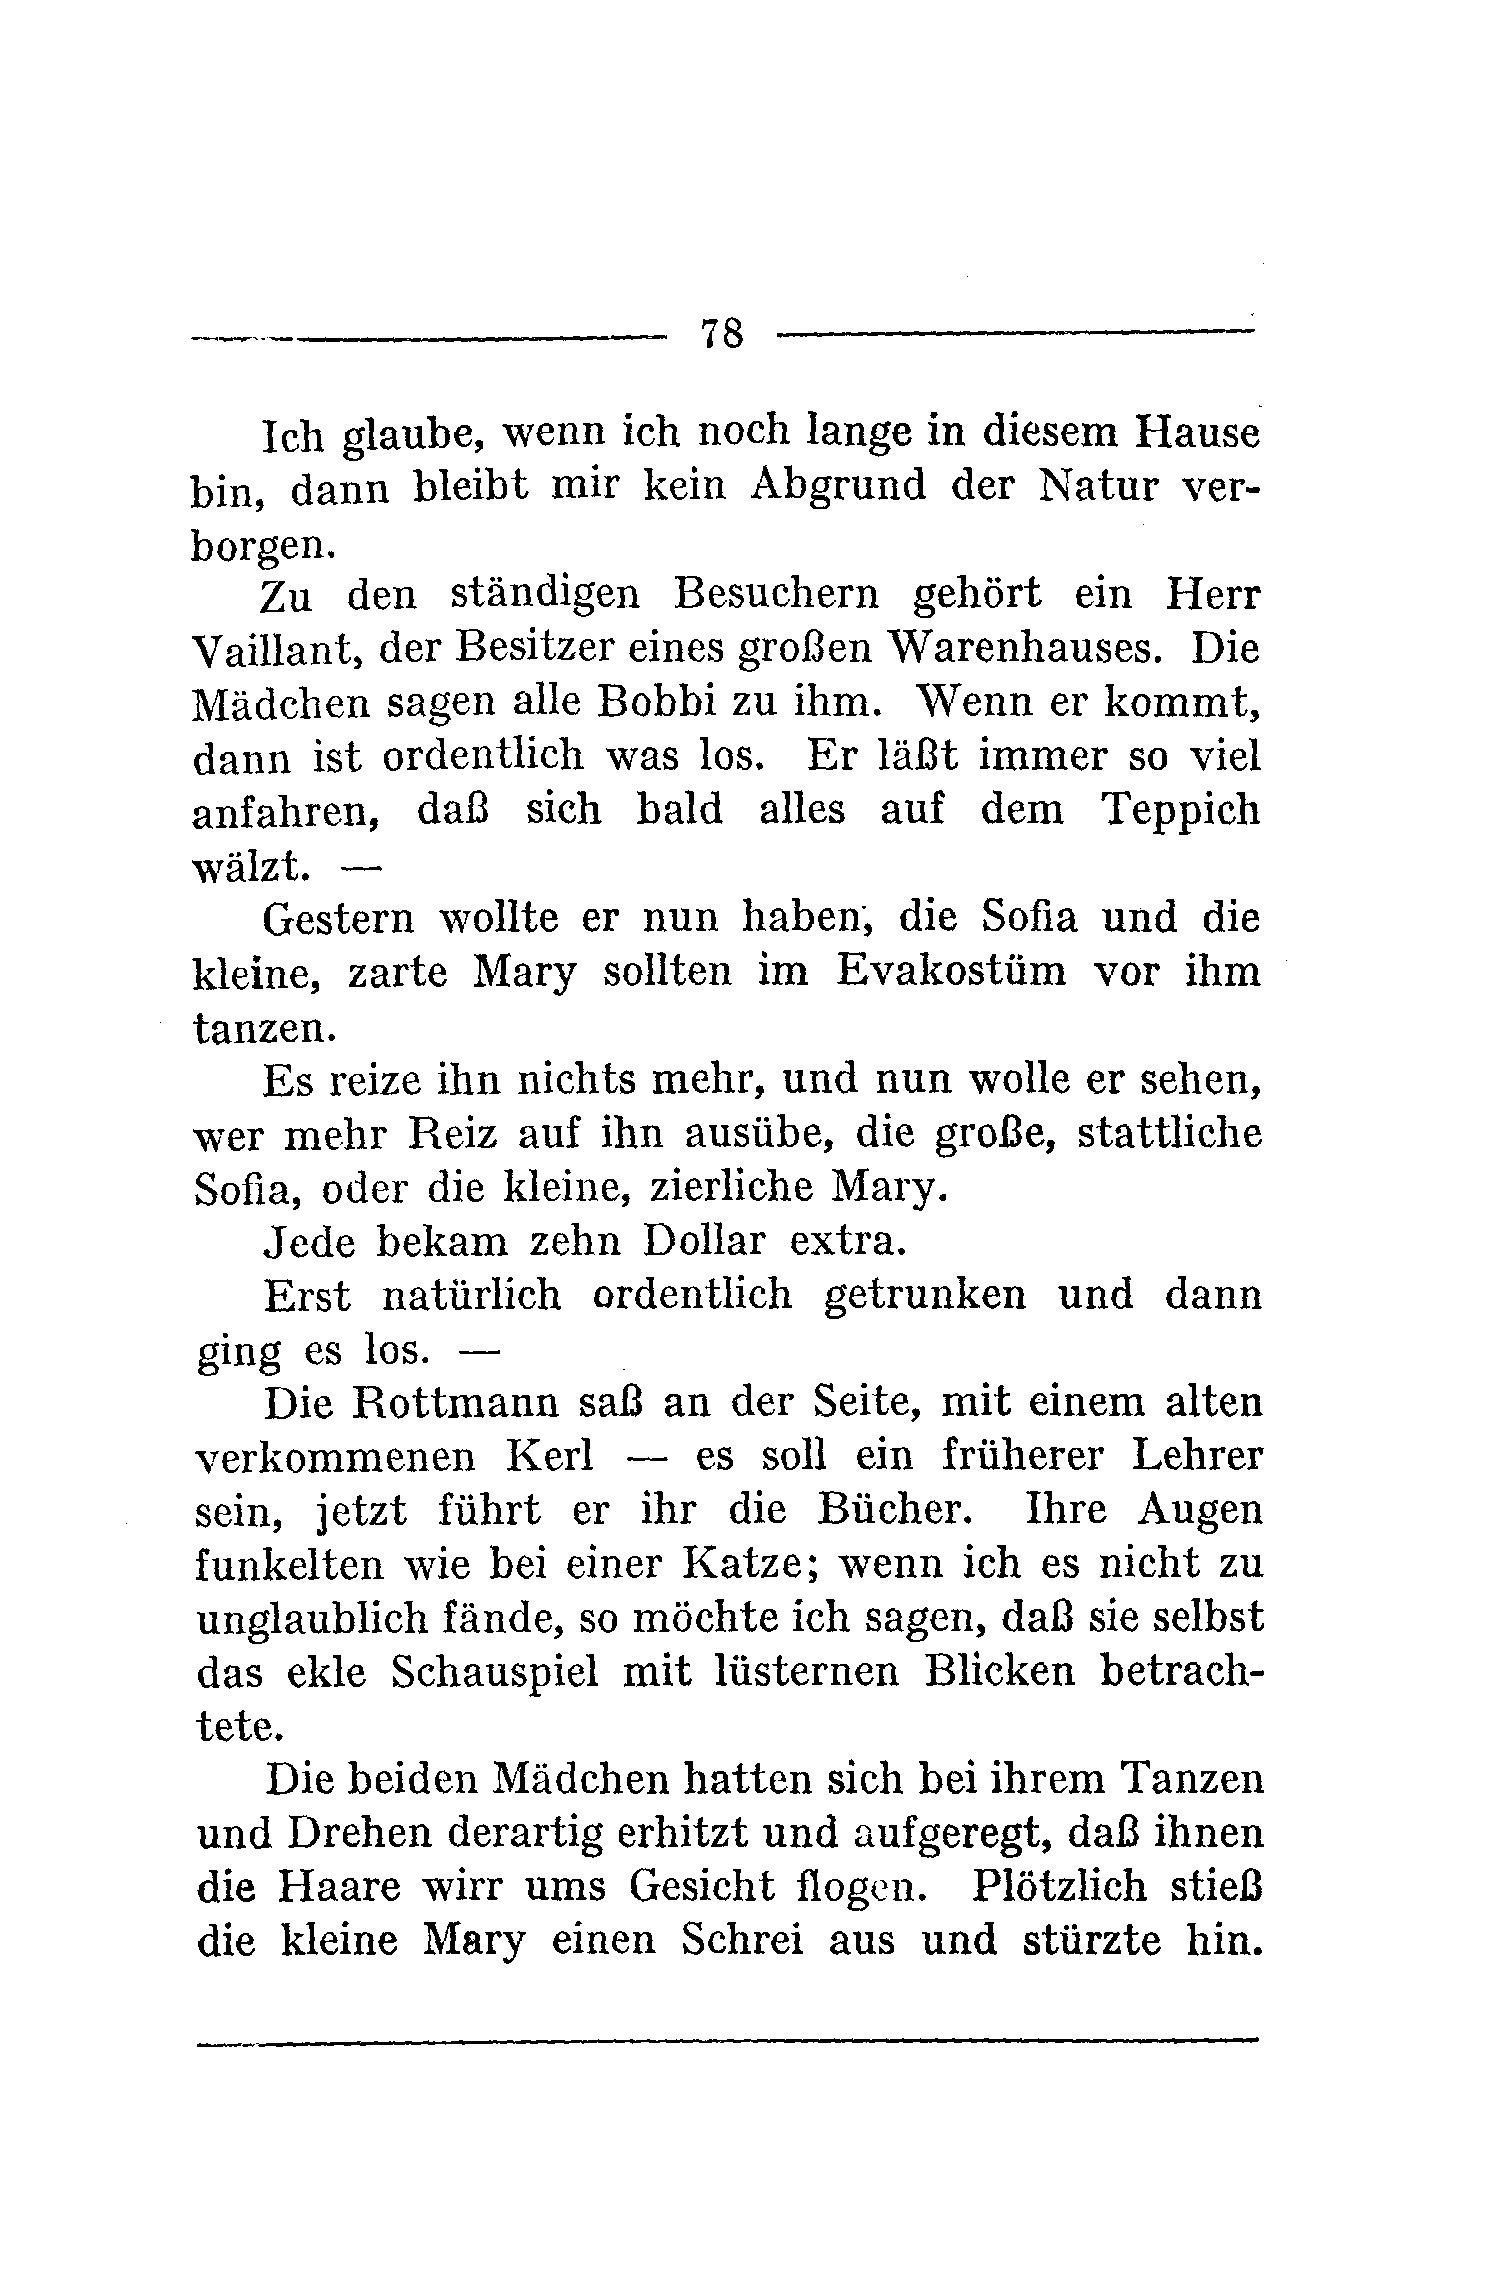 78
Ich glaube, wenn ich noch lange in diesem Hause
bin, dann bleibt mir kein Abgrund der Natur ver-
borgen.
Zu den ständigen Besuchern gehört ein Herr
Vaillant, der Besitzer eines großen Warenhauses. Die
Mädchen sagen alle Bobbi zu ihm. Wenn er kommt,
dann ist ordentlich was los. Er läßt immer so viel
anfahren, daß sich bald alles auf dem Teppich
wälzt. —
Gestern wollte er nun haben, die Sofia und die
kleine, zarte Mary sollten im Evakostüm vor ihm
tanzen.
Es reize ihn nichts mehr, und nun wolle er sehen,
wer mehr Reiz auf ihn ausübe, die große, stattliche
Sofia, oder die kleine, zierliche Mary.
Jede bekam zehn Dollar extra.
Erst natürlich ordentlich getrunken und dann
ging es los. —
Die Rottmann saß an der Seite, mit einem alten
verkommenen Kerl — es soll ein früherer Lehrer
sein, jetzt führt er ihr die Bücher. Ihre Augen
funkelten wie bei einer Katze; wenn ich es nicht zu
unglaublich fände, so möchte ich sagen, daß sie selbst
das ekle Schauspiel mit lüsternen Blicken betrach-
tete.
Die beiden Mädchen hatten sich bei ihrem Tanzen
und Drehen derartig erhitzt und aufgeregt, daß ihnen
die Haare wirr ums Gesicht flogen. Plötzlich stieß
die kleine Mary einen Schrei aus und stürzte hin.